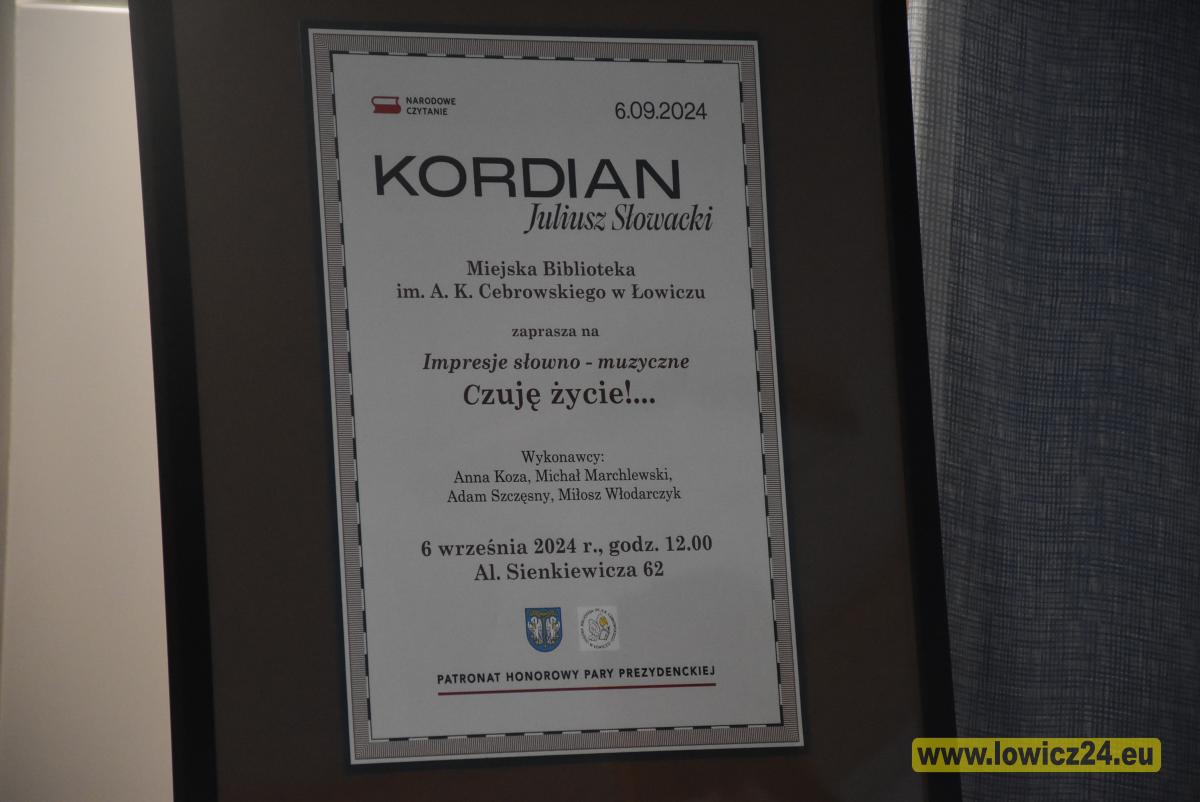 NARODOWE
CZYTANIE
6.09.2024
KORDIAN
Juliusz Słowacki
Miejska Biblioteka
im. A. K. Cebrowskiego w Łowiczu
zaprasza na
Impresje słowno - muzyczne
Czuję życie!...
Wykonawcy:
Anna Koza, Michał Marchlewski,
Adam Szczęsny, Miłosz Włodarczyk
6 września 2024 r., godz. 12.00
Al. Sienkiewicza 62
PATRONAT HONOROWY PARY PREZYDENCKIEJ
www.lowicz24.eu